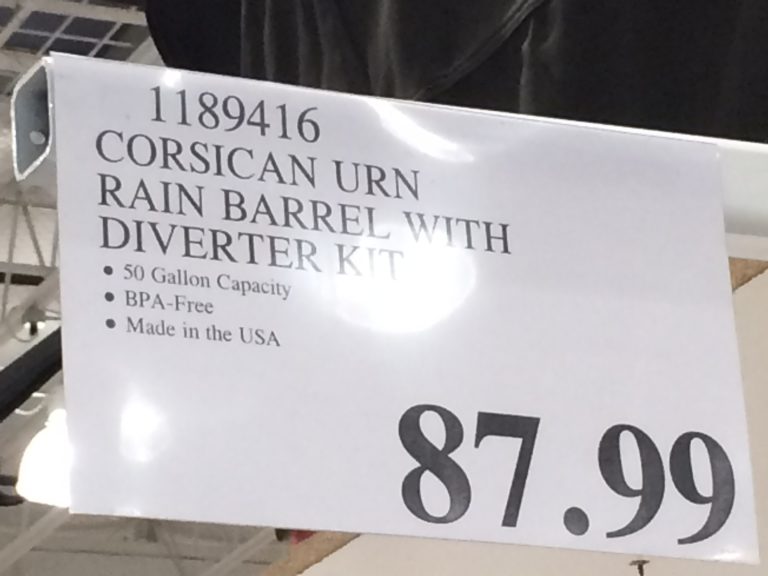 1189416
CORSICAN URN
RAIN BARREL WITH
DIVERTER KIT
• 50 Gallon Capacity
• BPA-Free
• Made in the USA
87.99